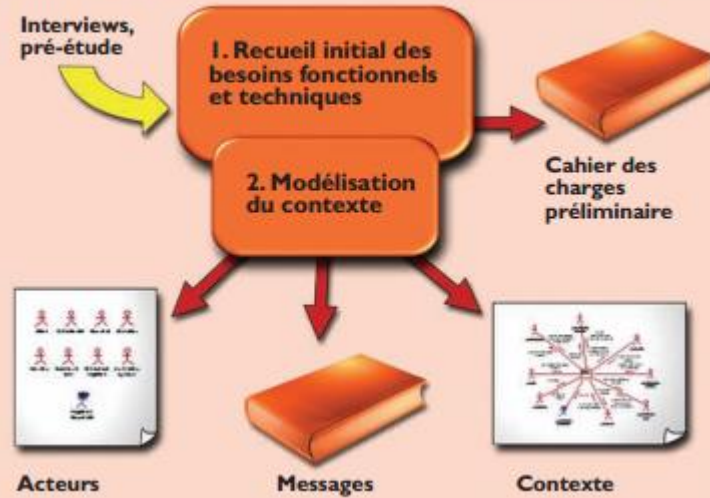 Interviews,
pré-étude
1. Recueil initial des
besoins fonctionnels
et techniques
2. Modélisation
du contexte
Cahier des
charges
préliminaire
Acteurs
Messages
Contexte